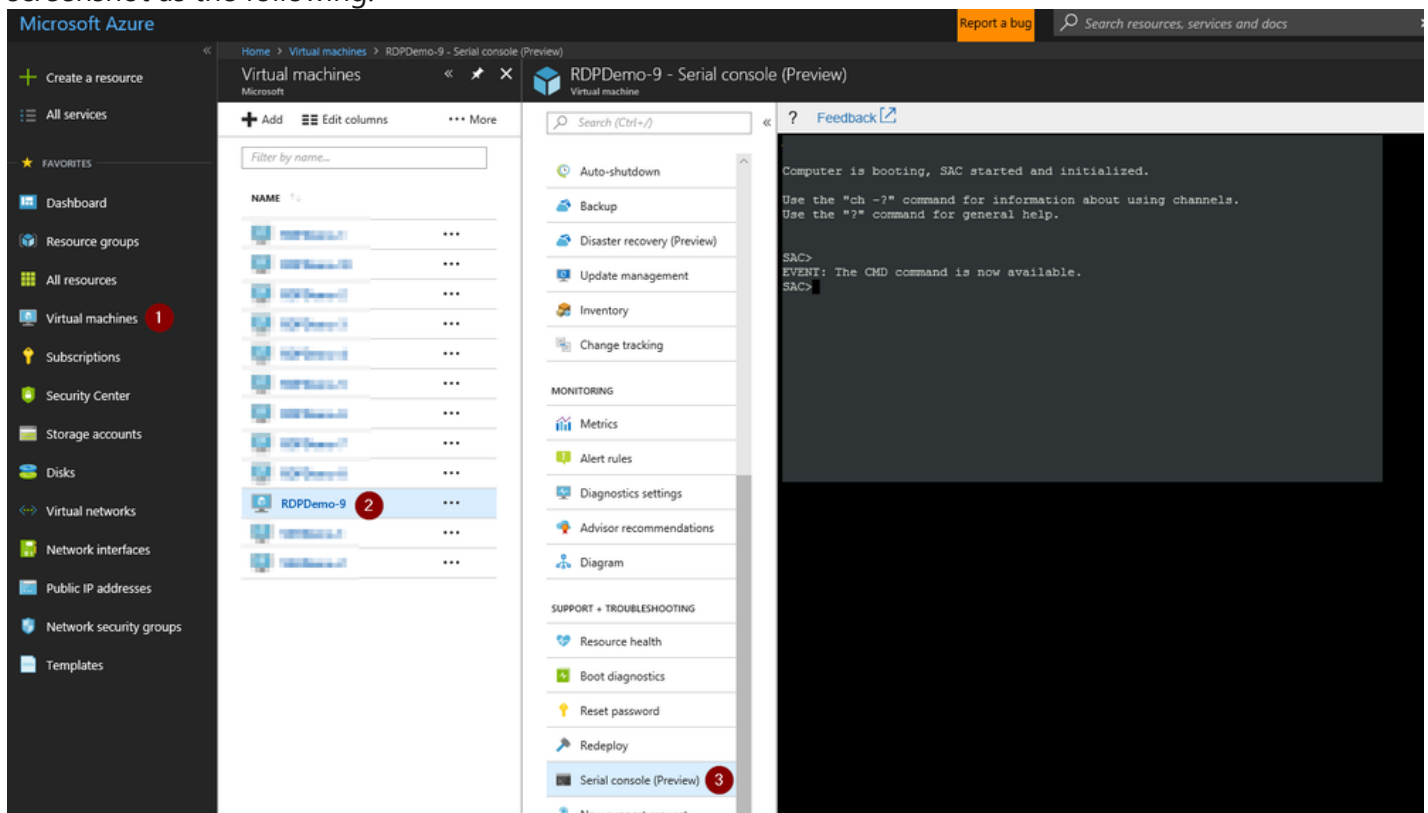 Microsoft Azure
Report a bug
Search resources, services and docs
Home > Virtual machines > RDPDemo-9 - Serial console (Preview)
Create a resource
All services
FAVORITES
Dashboard
Resource groups
All resources
Virtual machines 1
Subscriptions
Security Center
Storage accounts
Disks
Virtual networks
Network interfaces
Public IP addresses
Network security groups
Templates
Virtual machines
Microsoft
Add Edit columns ••• More
Filter by name...
NAME
RDPDemo-9 2
RDPDemo-9 - Serial console (Preview)
Virtual machine
Search (Ctrl+/)
Auto-shutdown
Backup
Disaster recovery (Preview)
Update management
Inventory
Change tracking
MONITORING
Metrics
Alert rules
Diagnostics settings
Advisor recommendations
Diagram
SUPPORT + TROUBLESHOOTING
Resource health
Boot diagnostics
Reset password
Redeploy
Serial console (Preview) 3
? Feedback
Computer is booting, SAC started and initialized.
Use the "ch -?" command for information about using channels.
Use the "?" command for general help.
SAC>
EVENT: The CMD command is now available.
SAC>